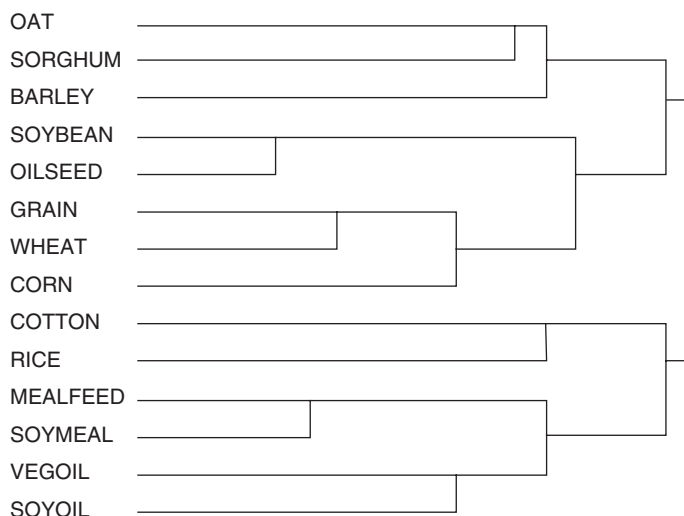 OAT
SORGHUM
BARLEY
SOYBEAN
OILSEED
GRAIN
WHEAT
CORN
COTTON
RICE
MEALFEED
SOYMEAL
VEGOIL
SOYOIL